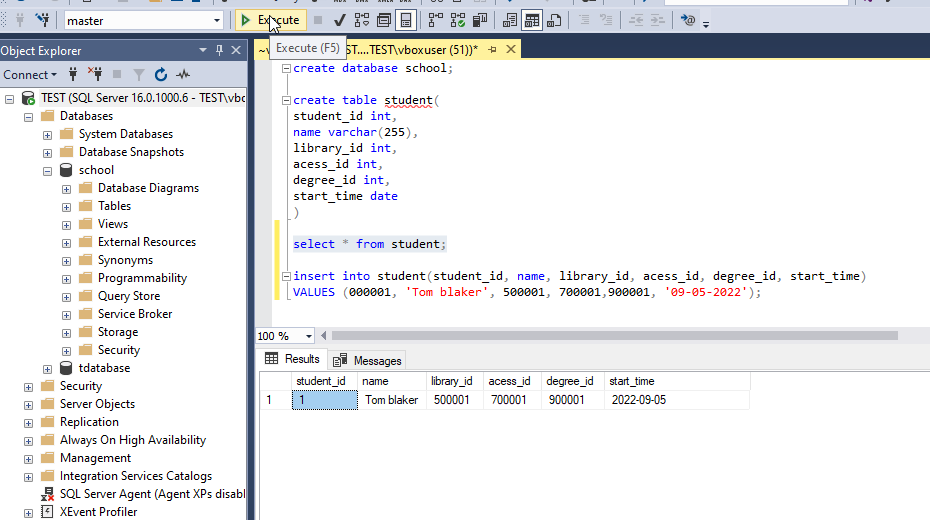 master
Execute
Object Explorer
~v
ST....TEST\vboxuser (51))*
Execute (F5)
Connect
TEST (SQL Server 16.0.1000.6 - TEST\vbo
Databases
System Databases
Database Snapshots
school
Database Diagrams
Tables
Views
External Resources
Synonyms
Programmability
Query Store
Service Broker
Storage
Security
tdatabase
Security
Server Objects
Replication
Always On High Availability
Management
Integration Services Catalogs
SQL Server Agent (Agent XPs disabl
XEvent Profiler
create database school;
create table student(
student_id int,
name varchar(255),
library_id int,
acess_id int,
degree_id int,
start_time date
)
select * from student;
insert into student(student_id, name, library_id, acess_id, degree_id, start_time)
VALUES (000001, 'Tom blaker', 500001, 700001,900001, '09-05-2022');
100 %
Results Messages
student_id name library_id acess_id degree_id start_time
1 1 Tom blaker 500001 700001 900001 2022-09-05